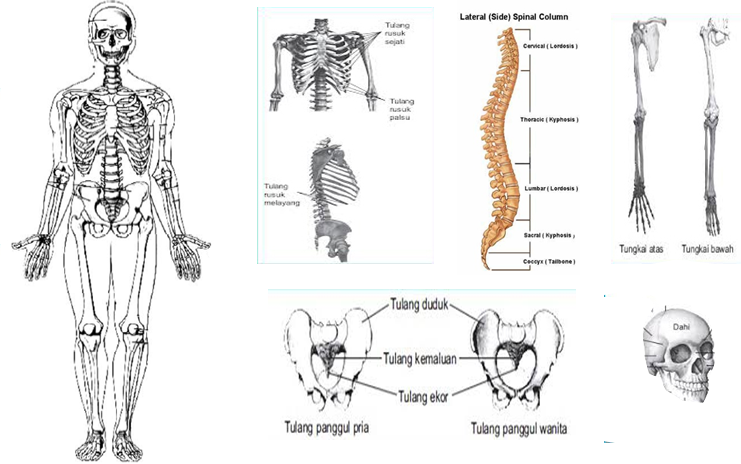 Tulang
rusuk
sejati
Tulang
rusuk
palsu
Tulang
rusuk
melayang
Lateral (Side) Spinal Column
Cervical ( Lordosis )
Thoracic ( Kyphosis )
Lumbar ( Lordosis )
Sacral ( Kyphosis )
Coccyx ( Tailbone )
Tungkai atas
Tungkai bawah
Tulang duduk
Tulang kemaluan
Tulang ekor
Tulang panggul pria
Tulang panggul wanita
Dahi